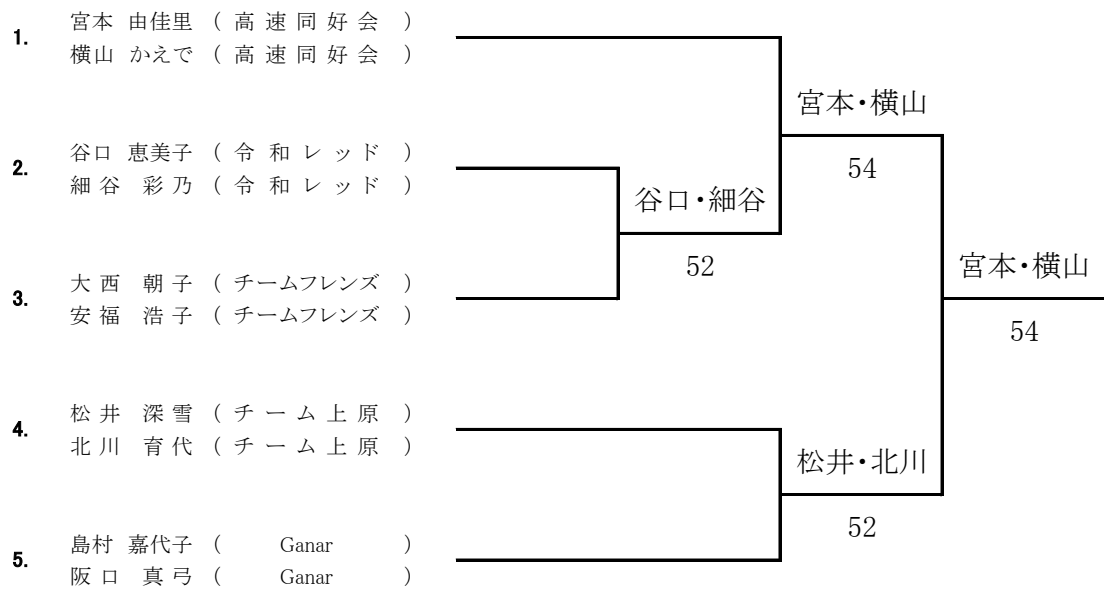 1.
宮本 由佳里 ( 高速同好会 )
横山 かえで ( 高速同好会 )
宮本・横山
54
2.
谷口 恵美子 ( 令和レッド )
細谷 彩乃 ( 令和レッド )
谷口・細谷
52
宮本・横山
54
3.
大西 朝子 ( チームフレンズ )
安福 浩子 ( チームフレンズ )
4.
松井 深雪 ( チーム上原 )
北川 育代 ( チーム上原 )
松井・北川
52
5.
島村 嘉代子 ( Ganar )
阪口 真弓 ( Ganar )